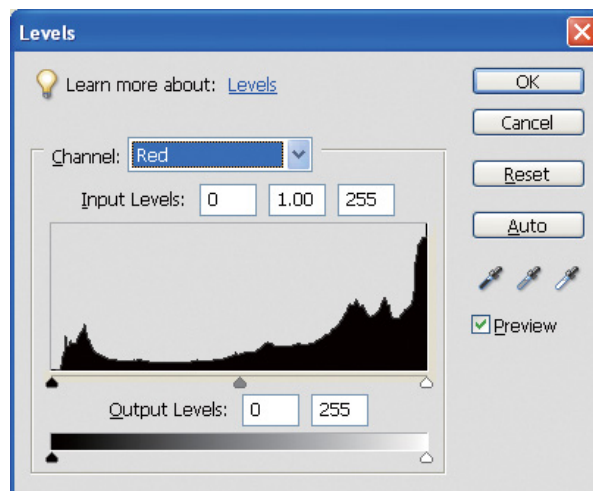 Levels
Learn more about: Levels
OK
Cancel
Channel: Red
Reset
Input Levels: 0 1.00 255
Auto
Preview
Output Levels: 0 255